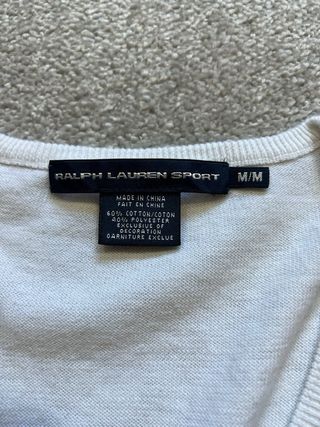 RALPH LAUREN SPORT
M/M
MADE IN CHINA
FAIT EN CHINE
60% COTTON/COTON
40% POLYESTER
EXCLUSIVE OF
DECORATION
GARNITURE EXCLUE